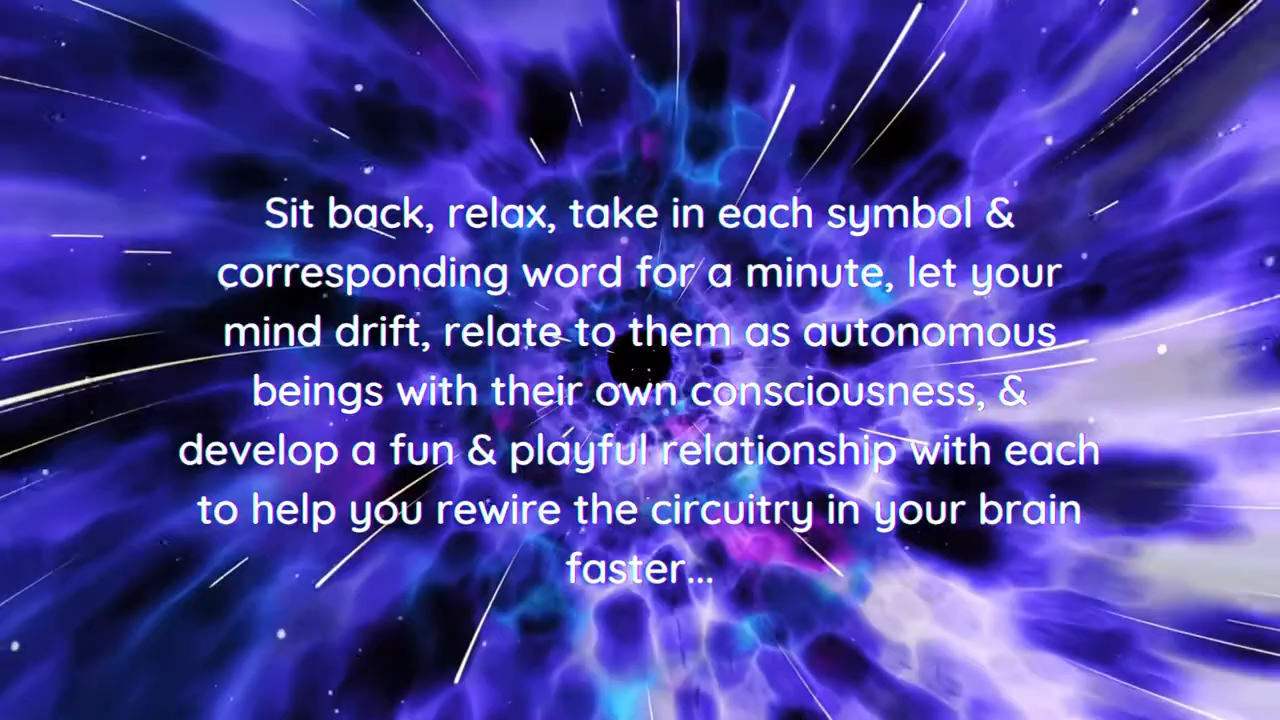 Sit back, relax, take in each symbol &
corresponding word for a minute, let your
mind drift, relate to them as autonomous
beings with their own consciousness, &
develop a fun & playful relationship with each
to help you rewire the circuitry in your brain
faster...